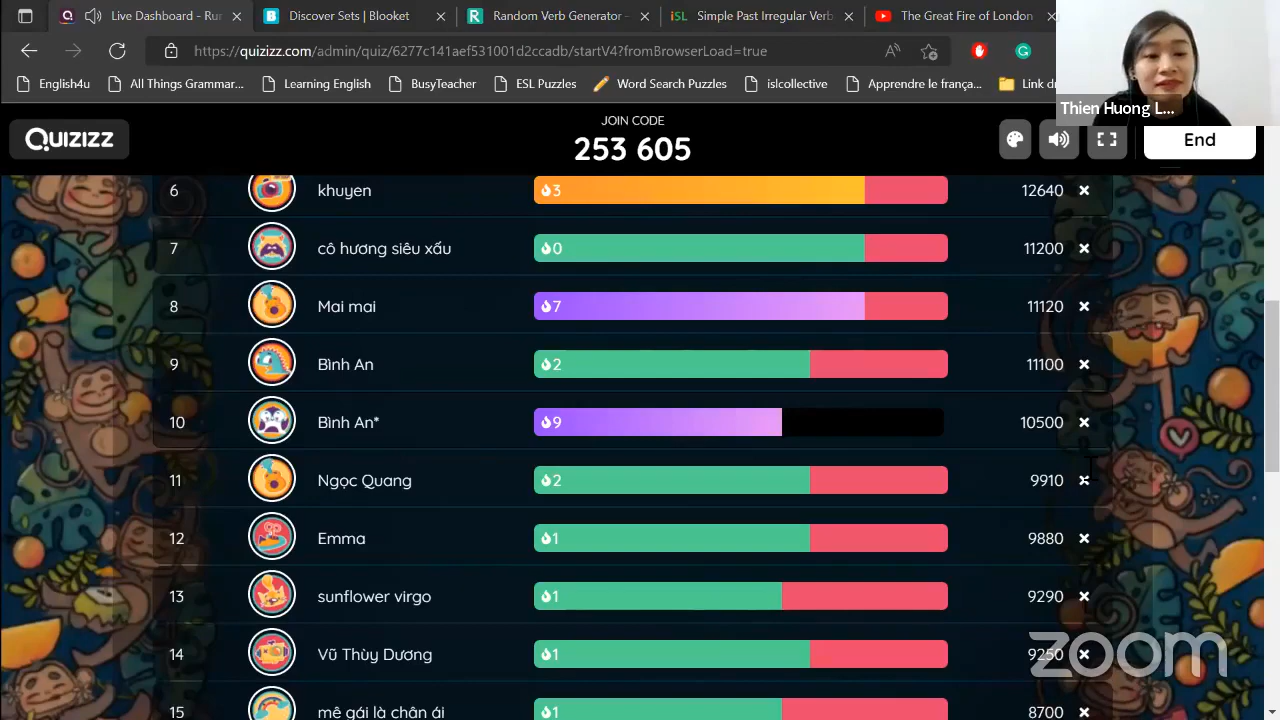 Live Dashboard - Rur
Discover Sets | Blooket
Random Verb Generator -
iSL
Simple Past Irregular Verb
The Great Fire of London
https://quizizz.com/admin/quiz/6277c141aef531001d2ccadb/startV4?fromBrowserLoad=true
English4u
All Things Grammar...
Learning English
BusyTea
ESL Puzzles
Word Search Puzzles
islcollective
Apprendre le frança...
Link d
Thien Huong L...
Quizizz
JOIN CODE
253 605
End
6 khuyen 3 12640
7 cô hương siêu xấu 0 11200
8 Mai mai 7 11120
9 Bình An 2 11100
10 Bình An* 9 10500
11 Ngọc Quang 2 9910
12 Emma 1 9880
13 sunflower virgo 1 9290
14 Vũ Thùy Dương 1 9250
15 mê gái là chân ái 1 8700
zoom